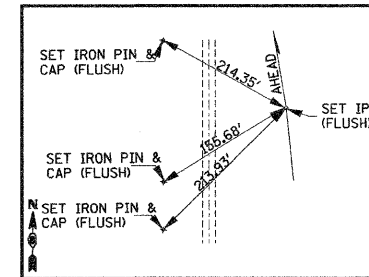 SET IRON PIN &
CAP (FLUSH)
214.35'
AHEAD
SET IP
(FLUSH)
155.68'
SET IRON PIN &
CAP (FLUSH)
213.93'
N
SET IRON PIN &
CAP (FLUSH)